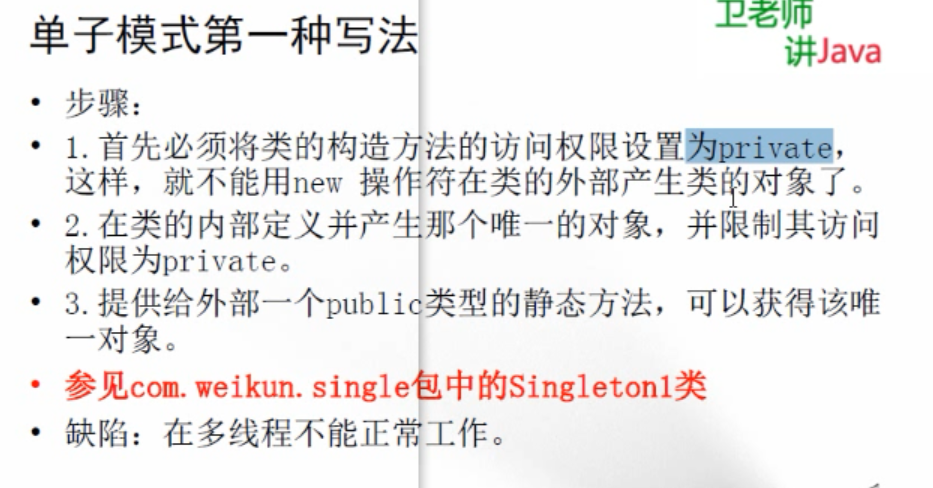 单子模式第一种写法
卫老师
讲Java
• 步骤：
• 1.首先必须将类的构造方法的访问权限设置为private，
这样，就不能用new 操作符在类的外部产生类的对象了。
• 2.在类的内部定义并产生那个唯一的对象，并限制其访问
权限为private。
• 3.提供给外部一个public类型的静态方法，可以获得该唯
一对象。
• 参见com.weikun.single包中的Singleton1类
• 缺陷：在多线程不能正常工作。